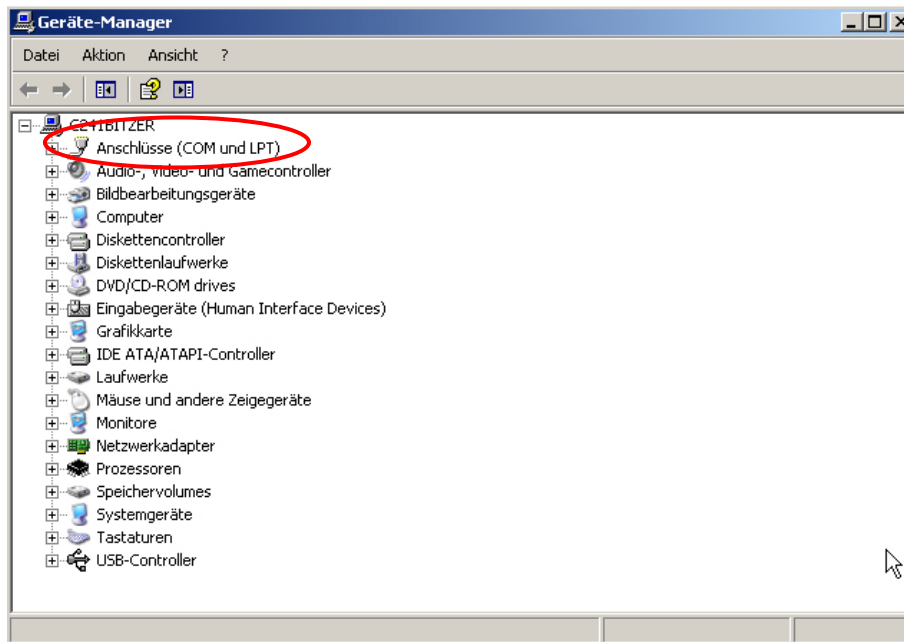 Geräte-Manager
Datei Aktion Ansicht ?
C241BITZER
Anschlüsse (COM und LPT)
Audio-, Video- und Gamecontroller
Bildbearbeitungsgeräte
Computer
Diskettencontroller
Diskettenlaufwerke
DVD/CD-ROM drives
Eingabegeräte (Human Interface Devices)
Grafikkarte
IDE ATA/ATAPI-Controller
Laufwerke
Mäuse und andere Zeigegeräte
Monitore
Netzwerkadapter
Prozessoren
Speichervolumes
Systemgeräte
Tastaturen
USB-Controller